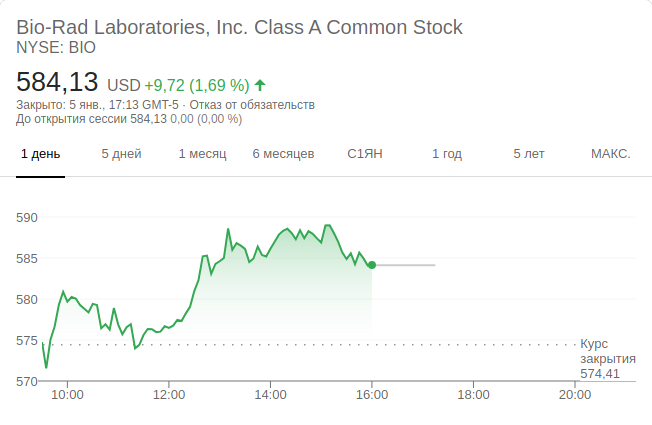 Bio-Rad Laboratories, Inc. Class A Common Stock
NYSE: BIO
584,13 USD +9,72 (1,69 %)
Закрыто: 5 янв., 17:13 GMT-5 · Отказ от обязательств
До открытия сессии 584,13 0,00 (0,00 %)
1 день 5 дней 1 месяц 6 месяцев С1ЯН 1 год 5 лет МАКС.
590
585
580
575
Курс
закрытия
574,41
570
10:00 12:00 14:00 16:00 18:00 20:00